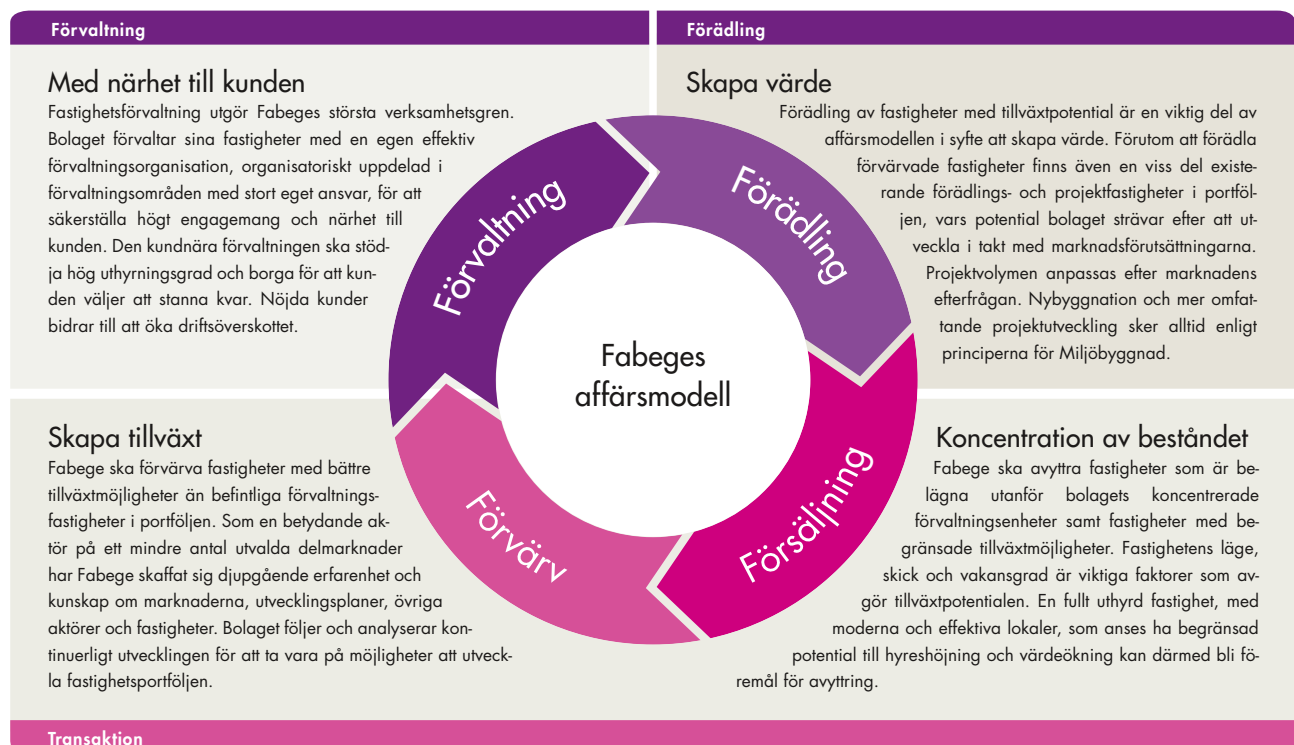 Förvaltning
Med närhet till kunden
Fastighetsförvaltning utgör Fabeges största verksamhetsgren.
Bolaget förvaltar sina fastigheter med en egen effektiv
förvaltningsorganisation, organisatoriskt uppdelad i
förvaltningsområden med stort eget ansvar, för att
säkerställa högt engagemang och närhet till
kunden. Den kundnära förvaltningen ska stöd-
ja hög uthyrningsgrad och borga för att kun-
den väljer att stanna kvar. Nöjda kunder
bidrar till att öka driftsöverskottet.
Förädling
Skapa värde
Förädling av fastigheter med tillväxtpotential är en viktig del av
affärsmodellen i syfte att skapa värde. Förutom att förädla
förvärvade fastigheter finns även en viss del existe-
rande förädlings- och projektfastigheter i portföl-
jen, vars potential bolaget strävar efter att ut-
veckla i takt med marknadsförutsättningarna.
Projektvolymen anpassas efter marknadens
efterfrågan. Nybyggnation och mer omfat-
tande projektutveckling sker alltid enligt
principerna för Miljöbyggnad.
Förvaltning
Förädling
Försäljning
Förvärv
Fabeges
affärsmodell
Skapa tillväxt
Fabege ska förvärva fastigheter med bättre
tillväxtmöjligheter än befintliga förvaltnings-
fastigheter i portföljen. Som en betydande ak-
tör på ett mindre antal utvalda delmarknader
har Fabege skaffat sig djupgående erfarenhet och
kunskap om marknaderna, utvecklingsplaner, övriga
aktörer och fastigheter. Bolaget följer och analyserar kon-
tinuerligt utvecklingen för att ta vara på möjligheter att utveck-
la fastighetsportföljen.
Koncentration av beståndet
Fabege ska avyttra fastigheter som är be-
lägna utanför bolagets koncentrerade
förvaltningsenheter samt fastigheter med be-
gränsade tillväxtmöjligheter. Fastighetens läge,
skick och vakansgrad är viktiga faktorer som av-
gör tillväxtpotentialen. En fullt uthyrd fastighet, med
moderna och effektiva lokaler, som anses ha begränsad
potential till hyreshöjning och värdeökning kan därmed bli fö-
remål för avyttring.
Transaktion